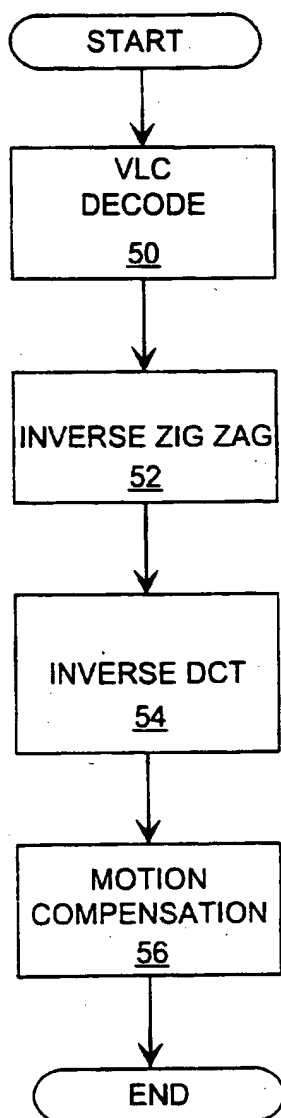 START
VLC
DECODE
50
INVERSE ZIG ZAG
52
INVERSE DCT
54
MOTION
COMPENSATION
56
END